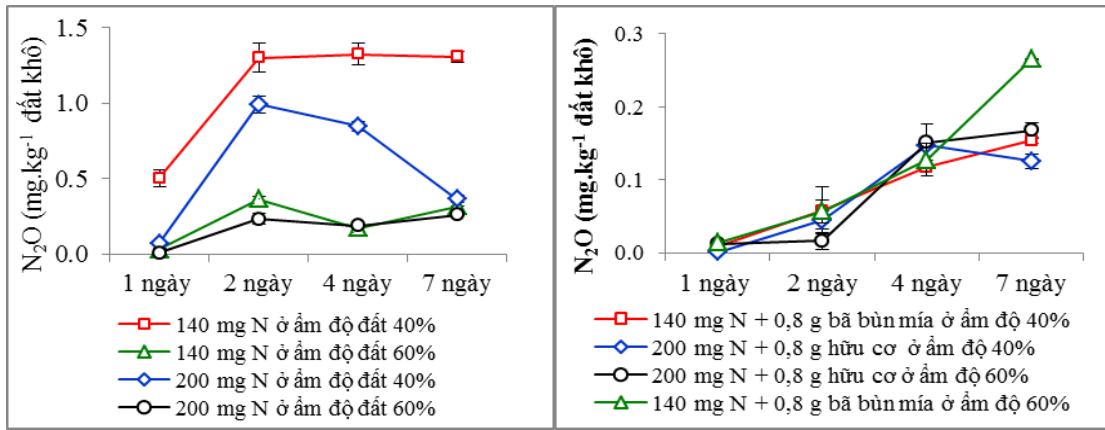 N₂O (mg.kg⁻¹ đất khô)
1.5
1.0
0.5
0.0
1 ngày 2 ngày 4 ngày 7 ngày
140 mg N ở ẩm độ đất 40%
140 mg N ở ẩm độ đất 60%
200 mg N ở ẩm độ đất 40%
200 mg N ở ẩm độ đất 60%
N₂O (mg.kg⁻¹ đất khô)
0.3
0.2
0.1
0.0
1 ngày 2 ngày 4 ngày 7 ngày
140 mg N + 0,8 g bã bùn mía ở ẩm độ 40%
200 mg N + 0,8 g hữu cơ ở ẩm độ 40%
200 mg N + 0,8 g hữu cơ ở ẩm độ 60%
140 mg N + 0,8 g bã bùn mía ở ẩm độ 60%